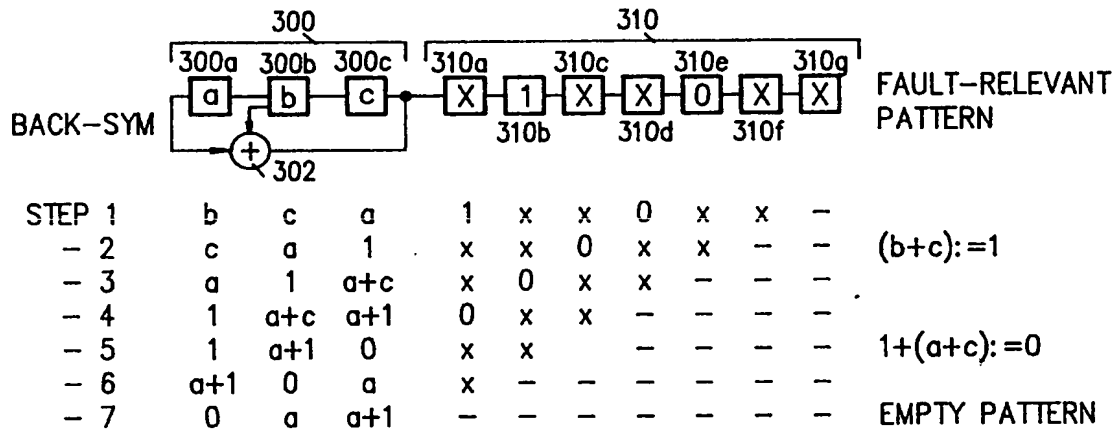 300 310
300a 300b 300c 310a 310c 310e 310g
a b c X 1 X X 0 X X
FAULT-RELEVANT
PATTERN
BACK-SYM
310b 310d 310f
+
302
STEP 1 b c a 1 x x 0 x x –
– 2 c a 1 x x 0 x x – – (b+c):=1
– 3 a 1 a+c x 0 x x – – –
– 4 1 a+c a+1 0 x x – – – –
– 5 1 a+1 0 x x – – – – 1+(a+c):=0
– 6 a+1 0 a x – – – – – –
– 7 0 a a+1 – – – – – – – EMPTY PATTERN